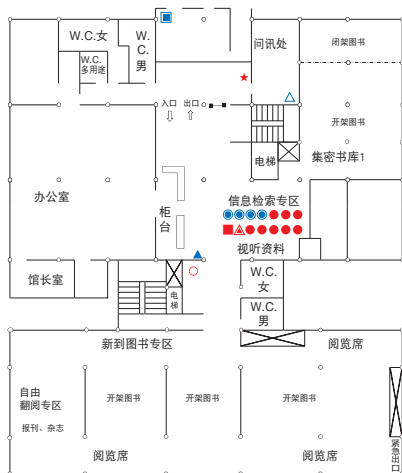 W.C.女
W.C.
多用途
W.
C.
男
问讯处
闭架图书
入口 出口
开架图书
电梯
集密书库1
办公室
柜
台
信息检索专区
视听资料
馆长室
电
梯
W.C.
女
W.C.
男
新到图书专区
阅览席
自由
翻阅专区
报刊、杂志
开架图书
开架图书
开架图书
阅览席
阅览席
紧急出口